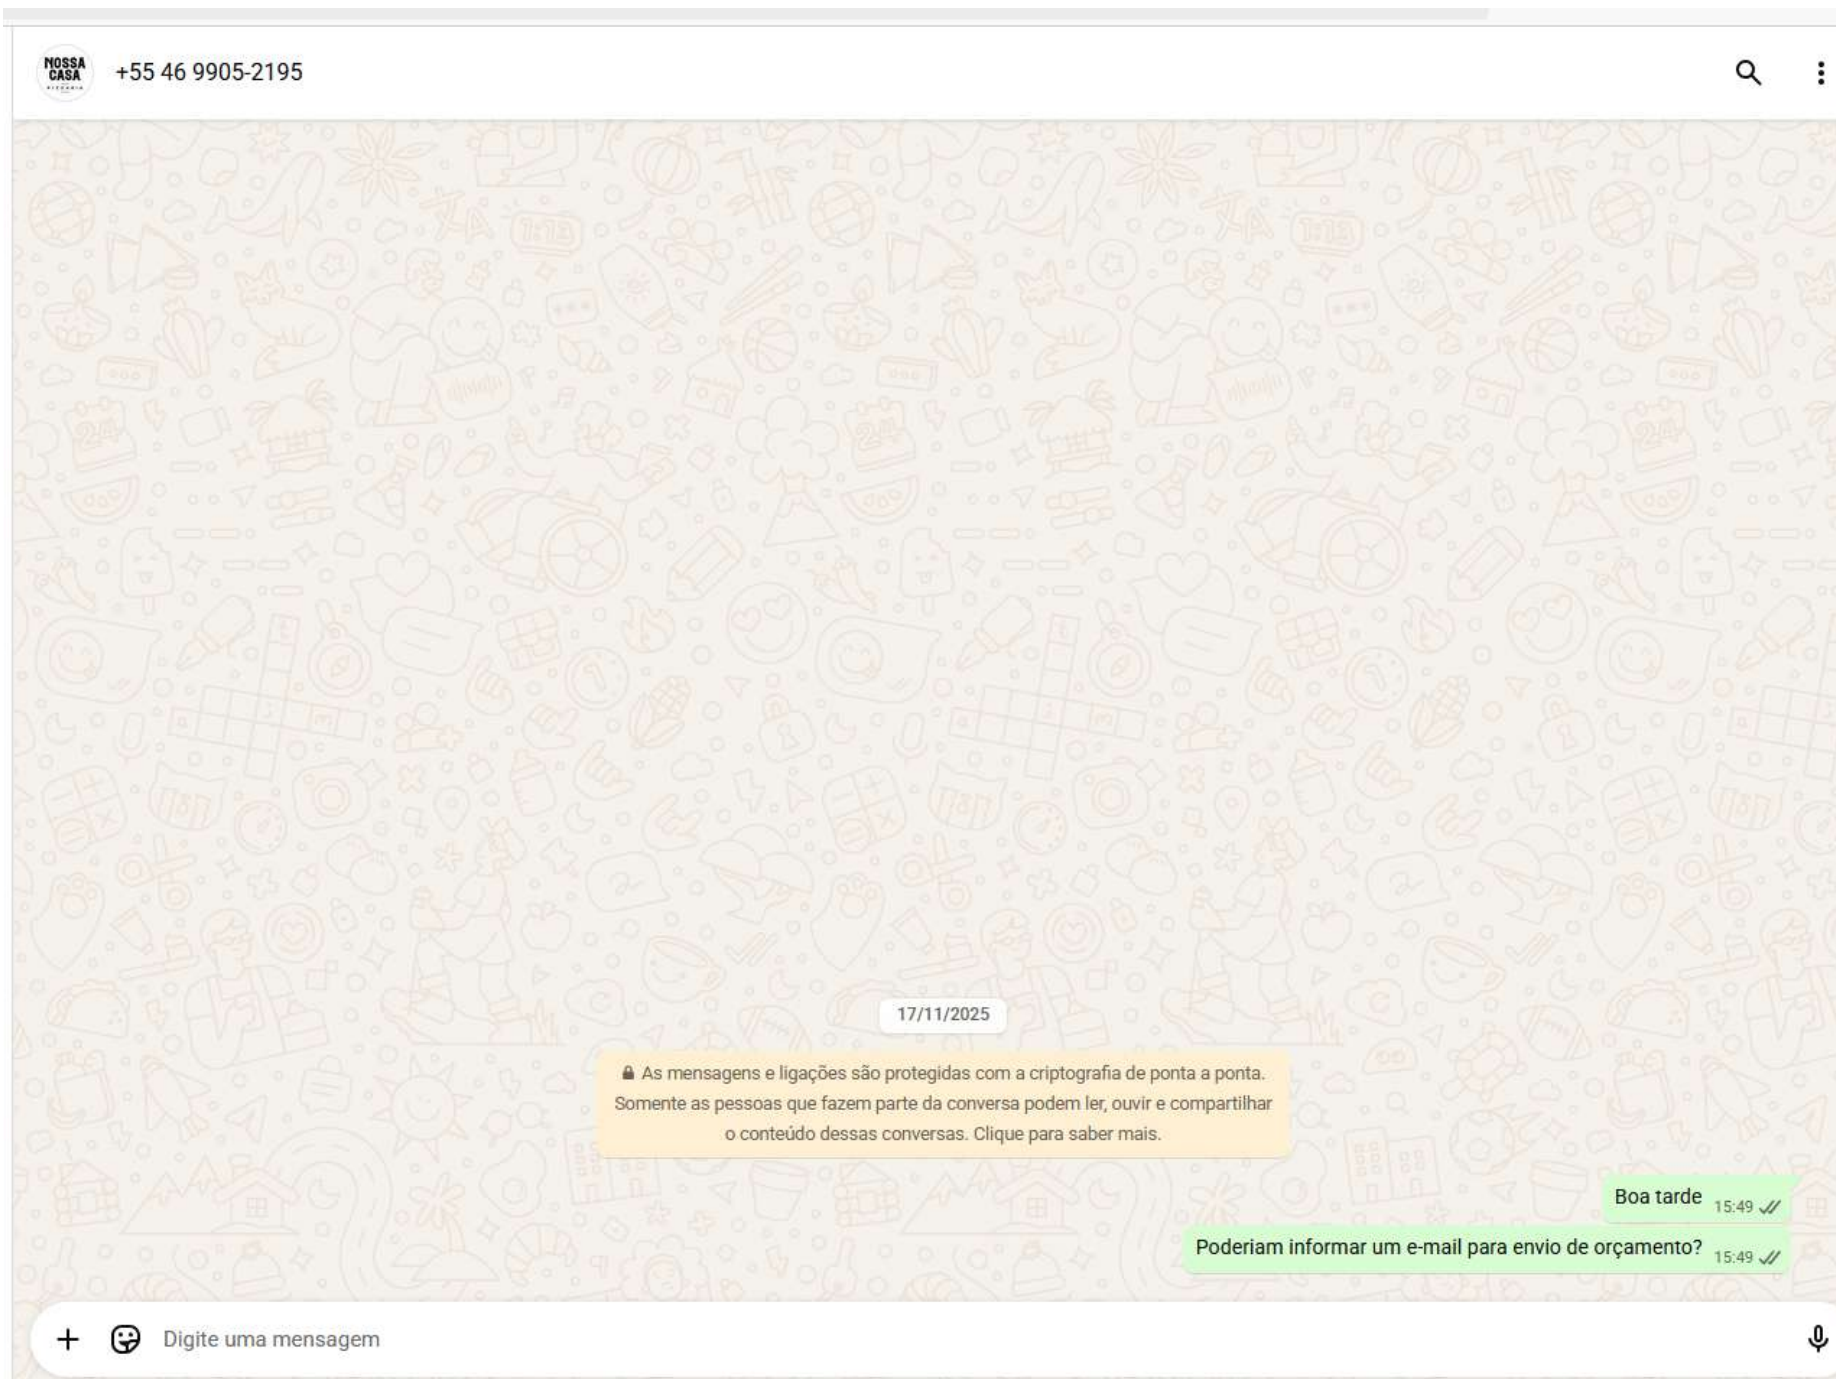 NOSSA
CASA
+55 46 9905-2195
17/11/2025
As mensagens e ligações são protegidas com a criptografia de ponta a ponta.
Somente as pessoas que fazem parte da conversa podem ler, ouvir e compartilhar
o conteúdo dessas conversas. Clique para saber mais.
Boa tarde 15:49
Poderiam informar um e-mail para envio de orçamento? 15:49
Digite uma mensagem